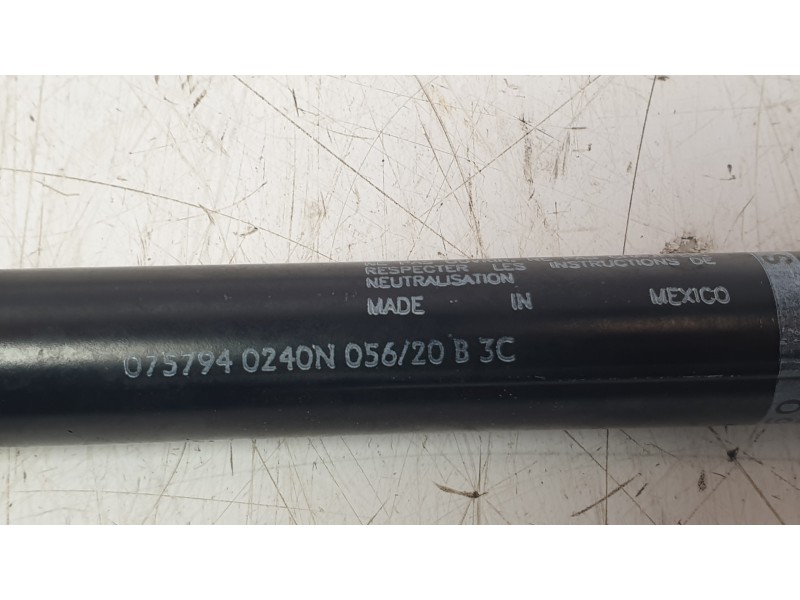 RESPECTER LES INSTRUCTIONS DE
NEUTRALISATION
MADE IN MEXICO
075794 0240N 056/20 B 3C